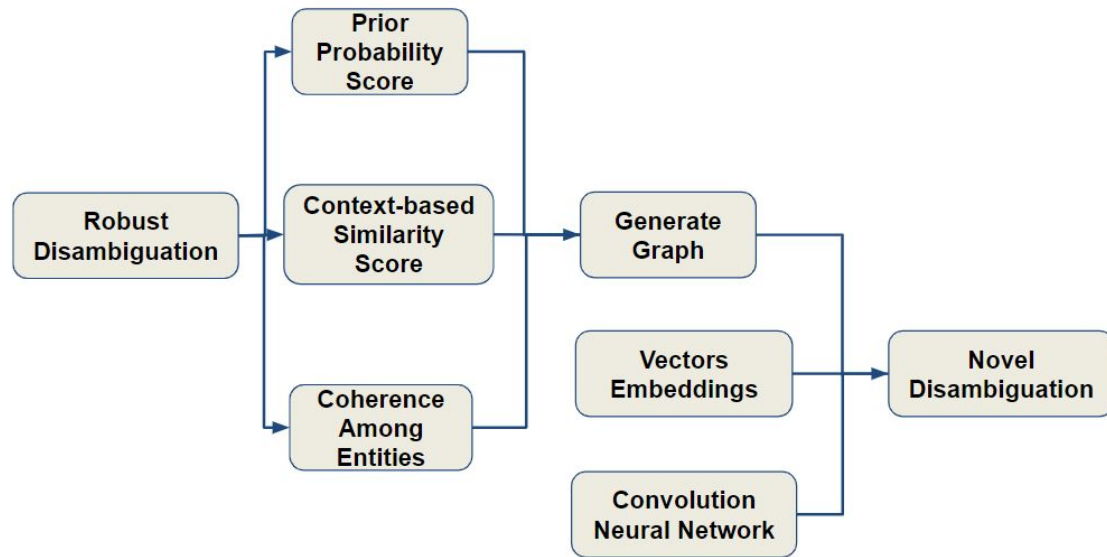 Prior
Probability
Score
Robust
Disambiguation
Context-based
Similarity
Score
Coherence
Among
Entities
Generate
Graph
Vectors
Embeddings
Convolution
Neural Network
Novel
Disambiguation